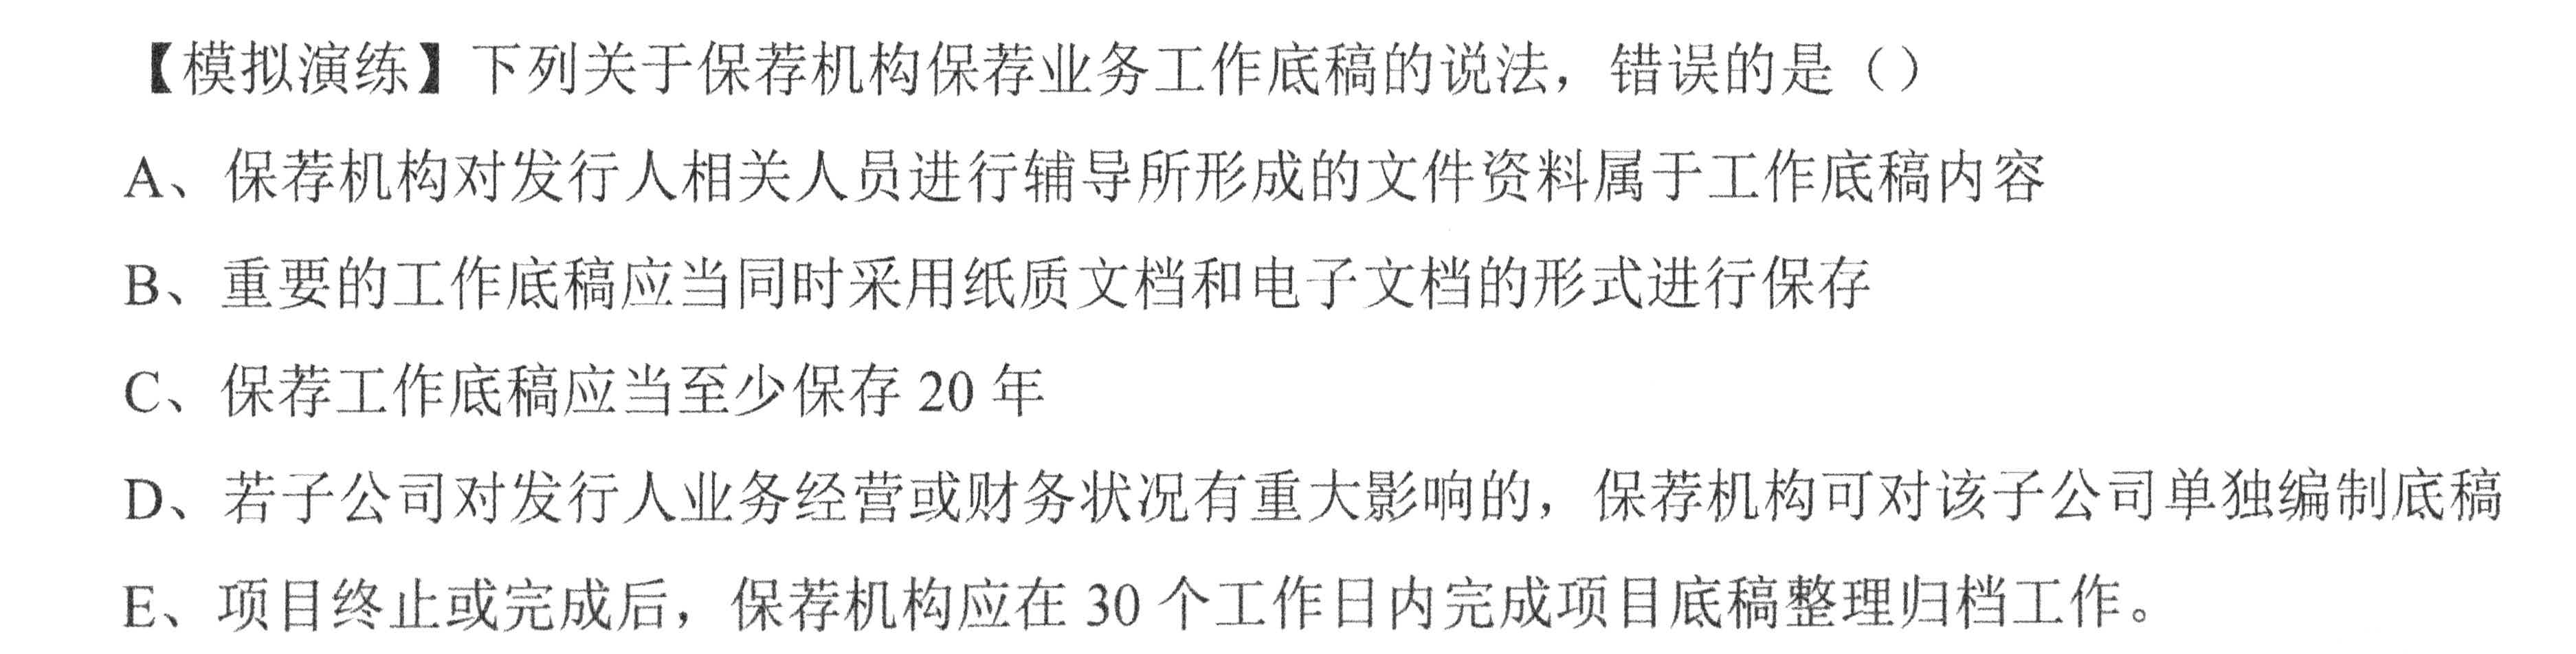 【模拟演练】下列关于保荐机构保荐业务工作底稿的说法，错误的是（）
A、保荐机构对发行人相关人员进行辅导所形成的文件资料属于工作底稿内容
B、重要的工作底稿应当同时采用纸质文档和电子文档的形式进行保存
C、保荐工作底稿应当至少保存 20 年
D、若子公司对发行人业务经营或财务状况有重大影响的，保荐机构可对该子公司单独编制底稿
E、项目终止或完成后，保荐机构应在 30 个工作日内完成项目底稿整理归档工作。